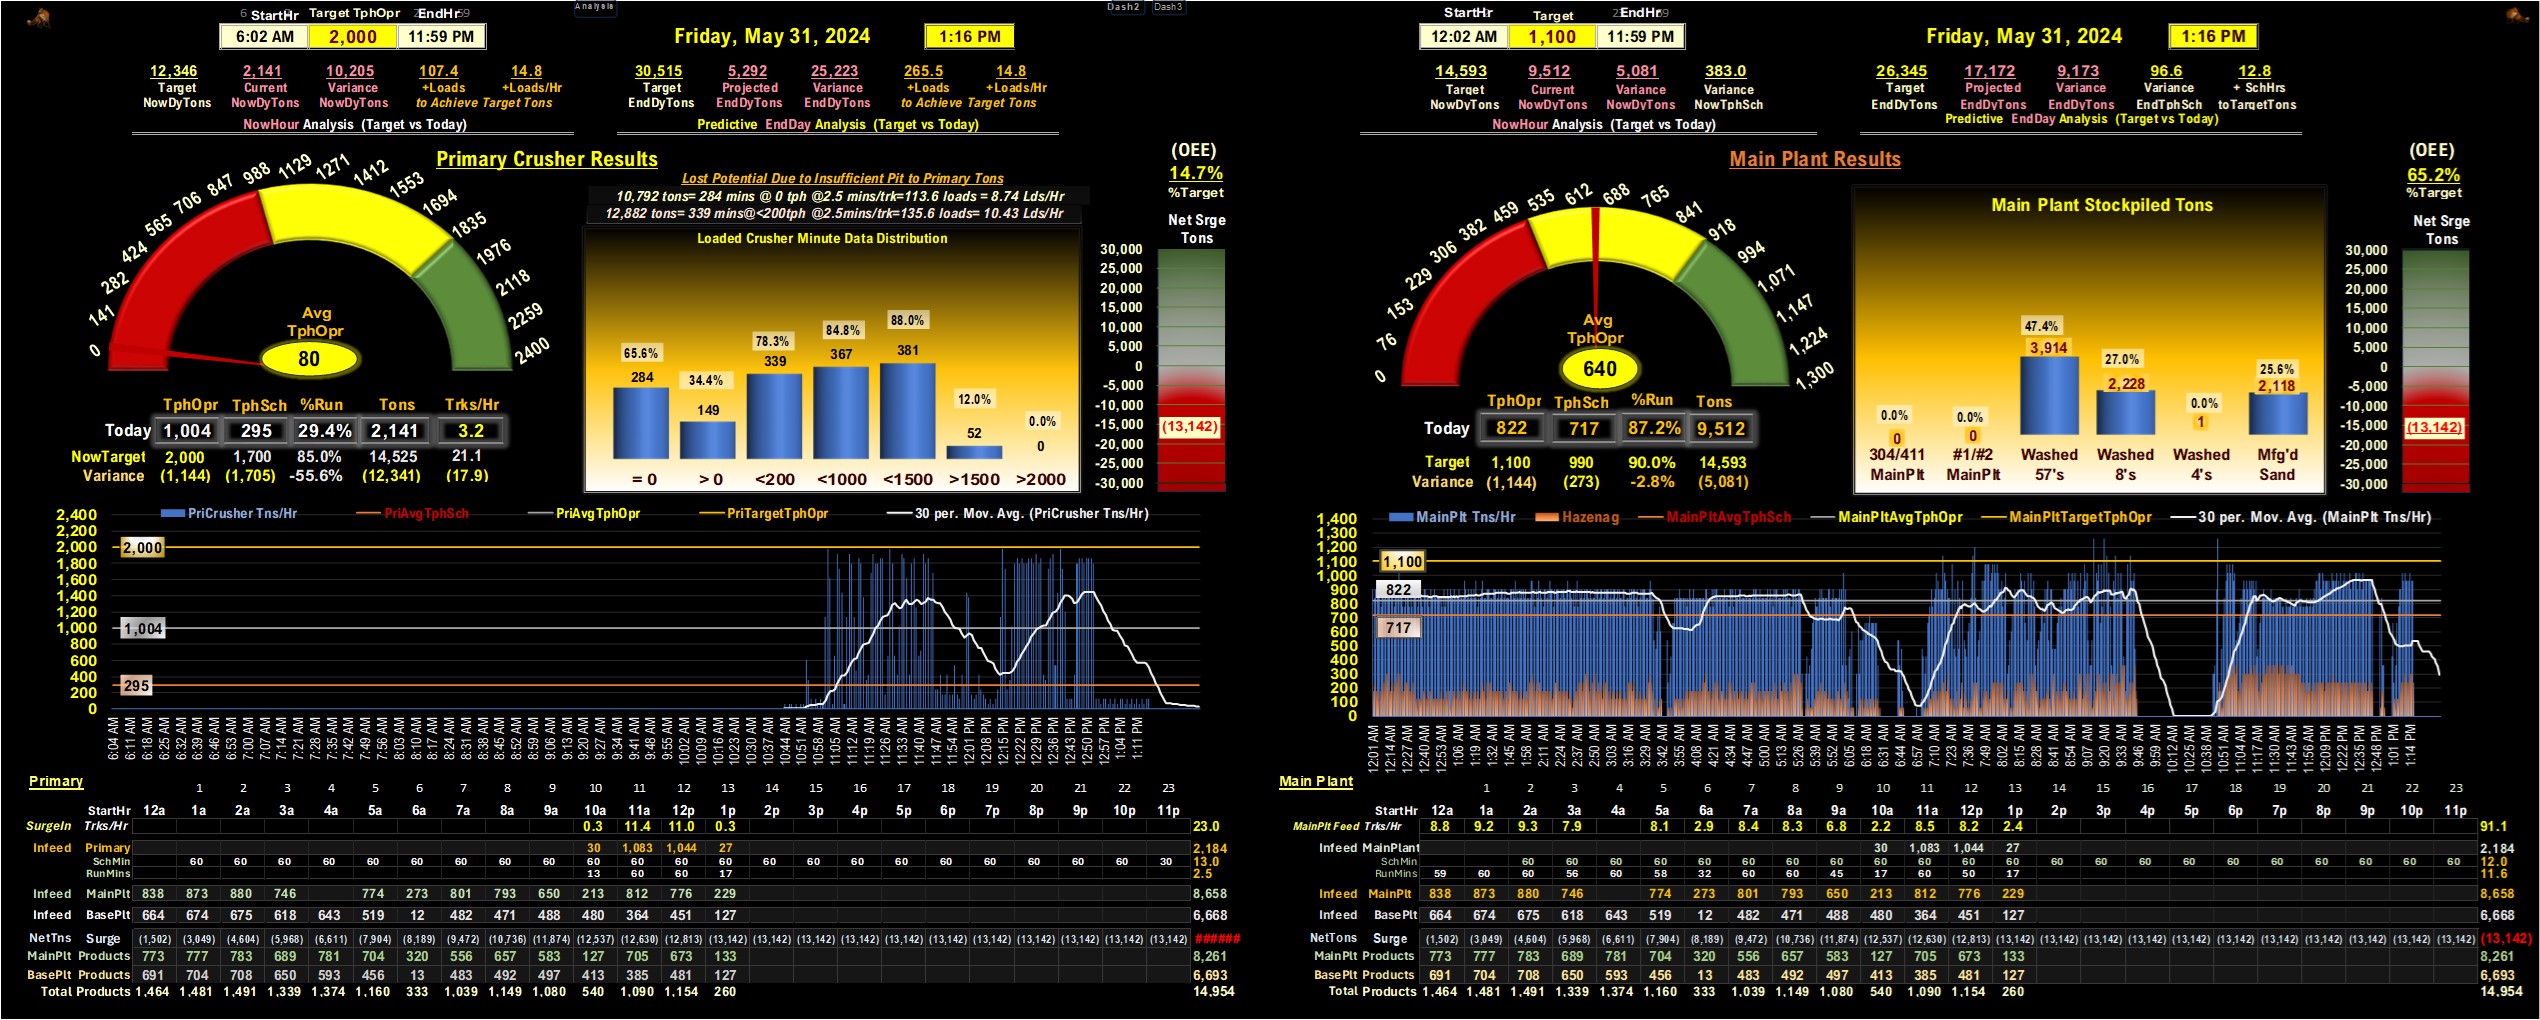 StartHr Target TphOpr EndHr
6:02 AM 2,000 11:59 PM
Analysis
Dash2 Dash3
Friday, May 31, 2024 1:16 PM
12,346 2,141 10,205 107.4 14.8
Target Current Variance +Loads +Loads/Hr
NowDyTons NowDyTons NowDyTons to Achieve Target Tons
NowHour Analysis (Target vs Today)
30,515 5,292 25,223 265.5 14.8
Target Projected Variance +Loads +Loads/Hr
EndDyTons EndDyTons EndDyTons to Achieve Target Tons
Predictive EndDay Analysis (Target vs Today)
Primary Crusher Results
Lost Potential Due to Insufficient Pit to Primary Tons
10,792 tons= 284 mins @ 0 tph @2.5 mins/trk=113.6 loads = 8.74 Lds/Hr
12,882 tons= 339 mins@<200tph @2.5mins/trk=135.6 loads= 10.43 Lds/Hr
(OEE)
14.7%
%Target
Net Srge
Tons
30,000
25,000
20,000
15,000
10,000
5,000
0
-5,000
-10,000
-15,000
-20,000
-25,000
-30,000
(13,142)
0 141 282 424 565 706 847 988 1129 1271 1412 1553 1694 1835 1976 2118 2259 2400
Avg
TphOpr
80
Loaded Crusher Minute Data Distribution
65.6% 34.4% 78.3% 84.8% 88.0% 12.0% 0.0%
284 149 339 367 381 52 0
= 0 > 0 <200 <1000 <1500 >1500 >2000
TphOpr TphSch %Run Tons Trks/Hr
Today 1,004 295 29.4% 2,141 3.2
NowTarget 2,000 1,700 85.0% 14,525 21.1
Variance (1,144) (1,705) -55.6% (12,341) (17.9)
PriCrusher Tns/Hr PriAvgTphSch PriAvgTphOpr PriTargetTphOpr 30 per. Mov. Avg. (PriCrusher Tns/Hr)
2,400
2,200
2,000
1,800
1,600
1,400
1,200
1,000
800
600
400
200
0
2,000
1,004
295
6:04 AM 6:11 AM 6:18 AM 6:25 AM 6:32 AM 6:39 AM 6:46 AM 6:53 AM 7:00 AM 7:07 AM 7:14 AM 7:21 AM 7:28 AM 7:35 AM 7:42 AM 7:49 AM 7:56 AM 8:03 AM 8:10 AM 8:17 AM 8:24 AM 8:31 AM 8:38 AM 8:45 AM 8:52 AM 8:59 AM 9:06 AM 9:13 AM 9:20 AM 9:27 AM 9:34 AM 9:41 AM 9:48 AM 9:55 AM 10:02 AM 10:09 AM 10:16 AM 10:23 AM 10:30 AM 10:37 AM 10:44 AM 10:51 AM 10:58 AM 11:05 AM 11:12 AM 11:19 AM 11:26 AM 11:33 AM 11:40 AM 11:47 AM 11:54 AM 12:01 PM 12:08 PM 12:15 PM 12:22 PM 12:29 PM 12:36 PM 12:43 PM 12:50 PM 12:57 PM 1:04 PM 1:11 PM
Primary
1 2 3 4 5 6 7 8 9 10 11 12 13 14 15 16 17 18 19 20 21 22 23
StartHr 12a 1a 2a 3a 4a 5a 6a 7a 8a 9a 10a 11a 12p 1p 2p 3p 4p 5p 6p 7p 8p 9p 10p 11p
SurgeIn Trks/Hr 0.3 11.4 11.0 0.3 23.0
Infeed Primary 30 1,083 1,044 27 2,184
SchMin 60 60 60 60 60 60 60 60 60 60 60 60 60 60 60 60 60 60 60 60 60 60 30 13.0
RunMins 13 60 60 17 2.5
Infeed MainPlt 838 873 880 746 774 273 801 793 650 213 812 776 229 8,658
Infeed BasePlt 664 674 675 618 643 519 12 482 471 488 480 364 451 127 6,668
NetTns Surge (1,502) (3,049) (4,604) (5,968) (6,611) (7,904) (8,189) (9,472) (10,736) (11,874) (12,537) (12,630) (12,813) (13,142) (13,142) (13,142) (13,142) (13,142) (13,142) (13,142) (13,142) (13,142) (13,142) (13,142) ######
MainPlt Products 773 777 783 689 781 704 320 556 657 583 127 705 673 133 8,261
BasePlt Products 691 704 708 650 593 456 13 483 492 497 413 385 481 127 6,693
Total Products 1,464 1,481 1,491 1,339 1,374 1,160 333 1,039 1,149 1,080 540 1,090 1,154 260 14,954
StartHr Target EndHr
12:02 AM 1,100 11:59 PM
Friday, May 31, 2024 1:16 PM
14,593 9,512 5,081 383.0
Target Current Variance Variance
NowDyTons NowDyTons NowDyTons NowTphSch
NowHour Analysis (Target vs Today)
26,345 17,172 9,173 96.6 12.8
Target Projected Variance Variance + SchHrs
EndDyTons EndDyTons EndDyTons EndTphSch toTargetTons
Predictive EndDay Analysis (Target vs Today)
Main Plant Results
(OEE)
65.2%
%Target
Net Srge
Tons
30,000
25,000
20,000
15,000
10,000
5,000
0
-5,000
-10,000
-15,000
-20,000
-25,000
-30,000
(13,142)
0 76 153 229 306 382 459 535 612 688 765 841 918 994 1,071 1,147 1,224 1,300
Avg
TphOpr
640
Main Plant Stockpiled Tons
0.0% 0.0% 47.4% 27.0% 0.0% 25.6%
0 0 3,914 2,228 1 2,118
304/411 #1/#2 Washed Washed Washed Mfg'd
MainPlt MainPlt 57's 8's 4's Sand
TphOpr TphSch %Run Tons
Today 822 717 87.2% 9,512
Target 1,100 990 90.0% 14,593
Variance (1,144) (273) -2.8% (5,081)
MainPlt Tns/Hr Hazenag MainPltAvgTphSch MainPltAvgTphOpr MainPltTargetTphOpr 30 per. Mov. Avg. (MainPlt Tns/Hr)
1,400
1,300
1,200
1,100
1,000
900
800
700
600
500
400
300
200
100
0
1,100
822
717
12:01 AM 12:14 AM 12:27 AM 12:40 AM 12:53 AM 1:06 AM 1:19 AM 1:32 AM 1:45 AM 1:58 AM 2:11 AM 2:24 AM 2:37 AM 2:50 AM 3:03 AM 3:16 AM 3:29 AM 3:42 AM 3:55 AM 4:08 AM 4:21 AM 4:34 AM 4:47 AM 5:00 AM 5:13 AM 5:26 AM 5:39 AM 5:52 AM 6:05 AM 6:18 AM 6:31 AM 6:44 AM 6:57 AM 7:10 AM 7:23 AM 7:36 AM 7:49 AM 8:02 AM 8:15 AM 8:28 AM 8:41 AM 8:54 AM 9:07 AM 9:20 AM 9:33 AM 9:46 AM 9:59 AM 10:12 AM 10:25 AM 10:38 AM 10:51 AM 11:04 AM 11:17 AM 11:30 AM 11:43 AM 11:56 AM 12:09 PM 12:22 PM 12:35 PM 12:48 PM 1:01 PM 1:14 PM
Main Plant
1 2 3 4 5 6 7 8 9 10 11 12 13 14 15 16 17 18 19 20 21 22 23
StartHr 12a 1a 2a 3a 4a 5a 6a 7a 8a 9a 10a 11a 12p 1p 2p 3p 4p 5p 6p 7p 8p 9p 10p 11p
MainPlt Feed Trks/Hr 8.8 9.2 9.3 7.9 8.1 2.9 8.4 8.3 6.8 2.2 8.5 8.2 2.4 91.1
Infeed MainPlant 30 1,083 1,044 27 2,184
SchMin 60 60 60 60 60 60 60 60 60 60 60 60 60 60 60 60 60 60 60 60 60 60 12.0
RunMins 59 60 60 56 60 58 32 60 60 45 17 60 50 17 11.6
Infeed MainPlt 838 873 880 746 774 273 801 793 650 213 812 776 229 8,658
Infeed BasePlt 664 674 675 618 643 519 12 482 471 488 480 364 451 127 6,668
NetTons Surge (1,502) (3,049) (4,604) (5,968) (6,611) (7,904) (8,189) (9,472) (10,736) (11,874) (12,537) (12,630) (12,813) (13,142) (13,142) (13,142) (13,142) (13,142) (13,142) (13,142) (13,142) (13,142) (13,142) (13,142) (13,142)
MainPlt Products 773 777 783 689 781 704 320 556 657 583 127 705 673 133 8,261
BasePlt Products 691 704 708 650 593 456 13 483 492 497 413 385 481 127 6,693
Total Products 1,464 1,481 1,491 1,339 1,374 1,160 333 1,039 1,149 1,080 540 1,090 1,154 260 14,954